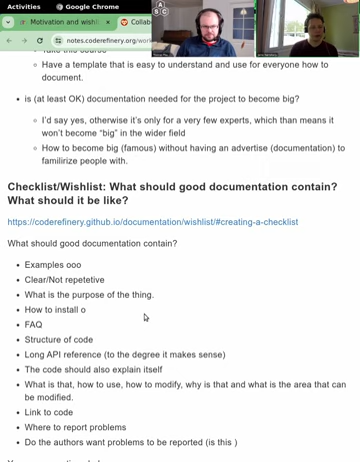 Activities
Google Chrome
Motivation and wishl
Collab
notes.coderefinery.org/wor
Have a template that is easy to understand and use for everyone how to
document.
is (at least OK) documentation needed for the project to become big?
I'd say yes, otherwise it's only for a very few experts, which than means it
won't become “big” in the wider field
How to become big (famous) without having an advertise (documentation) to
familirize people with.
Checklist/Wishlist: What should good documentation contain?
What should it be like?
https://coderefinery.github.io/documentation/wishlist/#creating-a-checklist
What should good documentation contain?
Examples ooo
Clear/Not repetetive
What is the purpose of the thing.
How to install o
FAQ
Structure of code
Long API reference (to the degree it makes sense)
The code should also explain itself
What is that, how to use, how to modify, why is that and what is the area that can
be modified.
Link to code
Where to report problems
Do the authors want problems to be reported (is this )